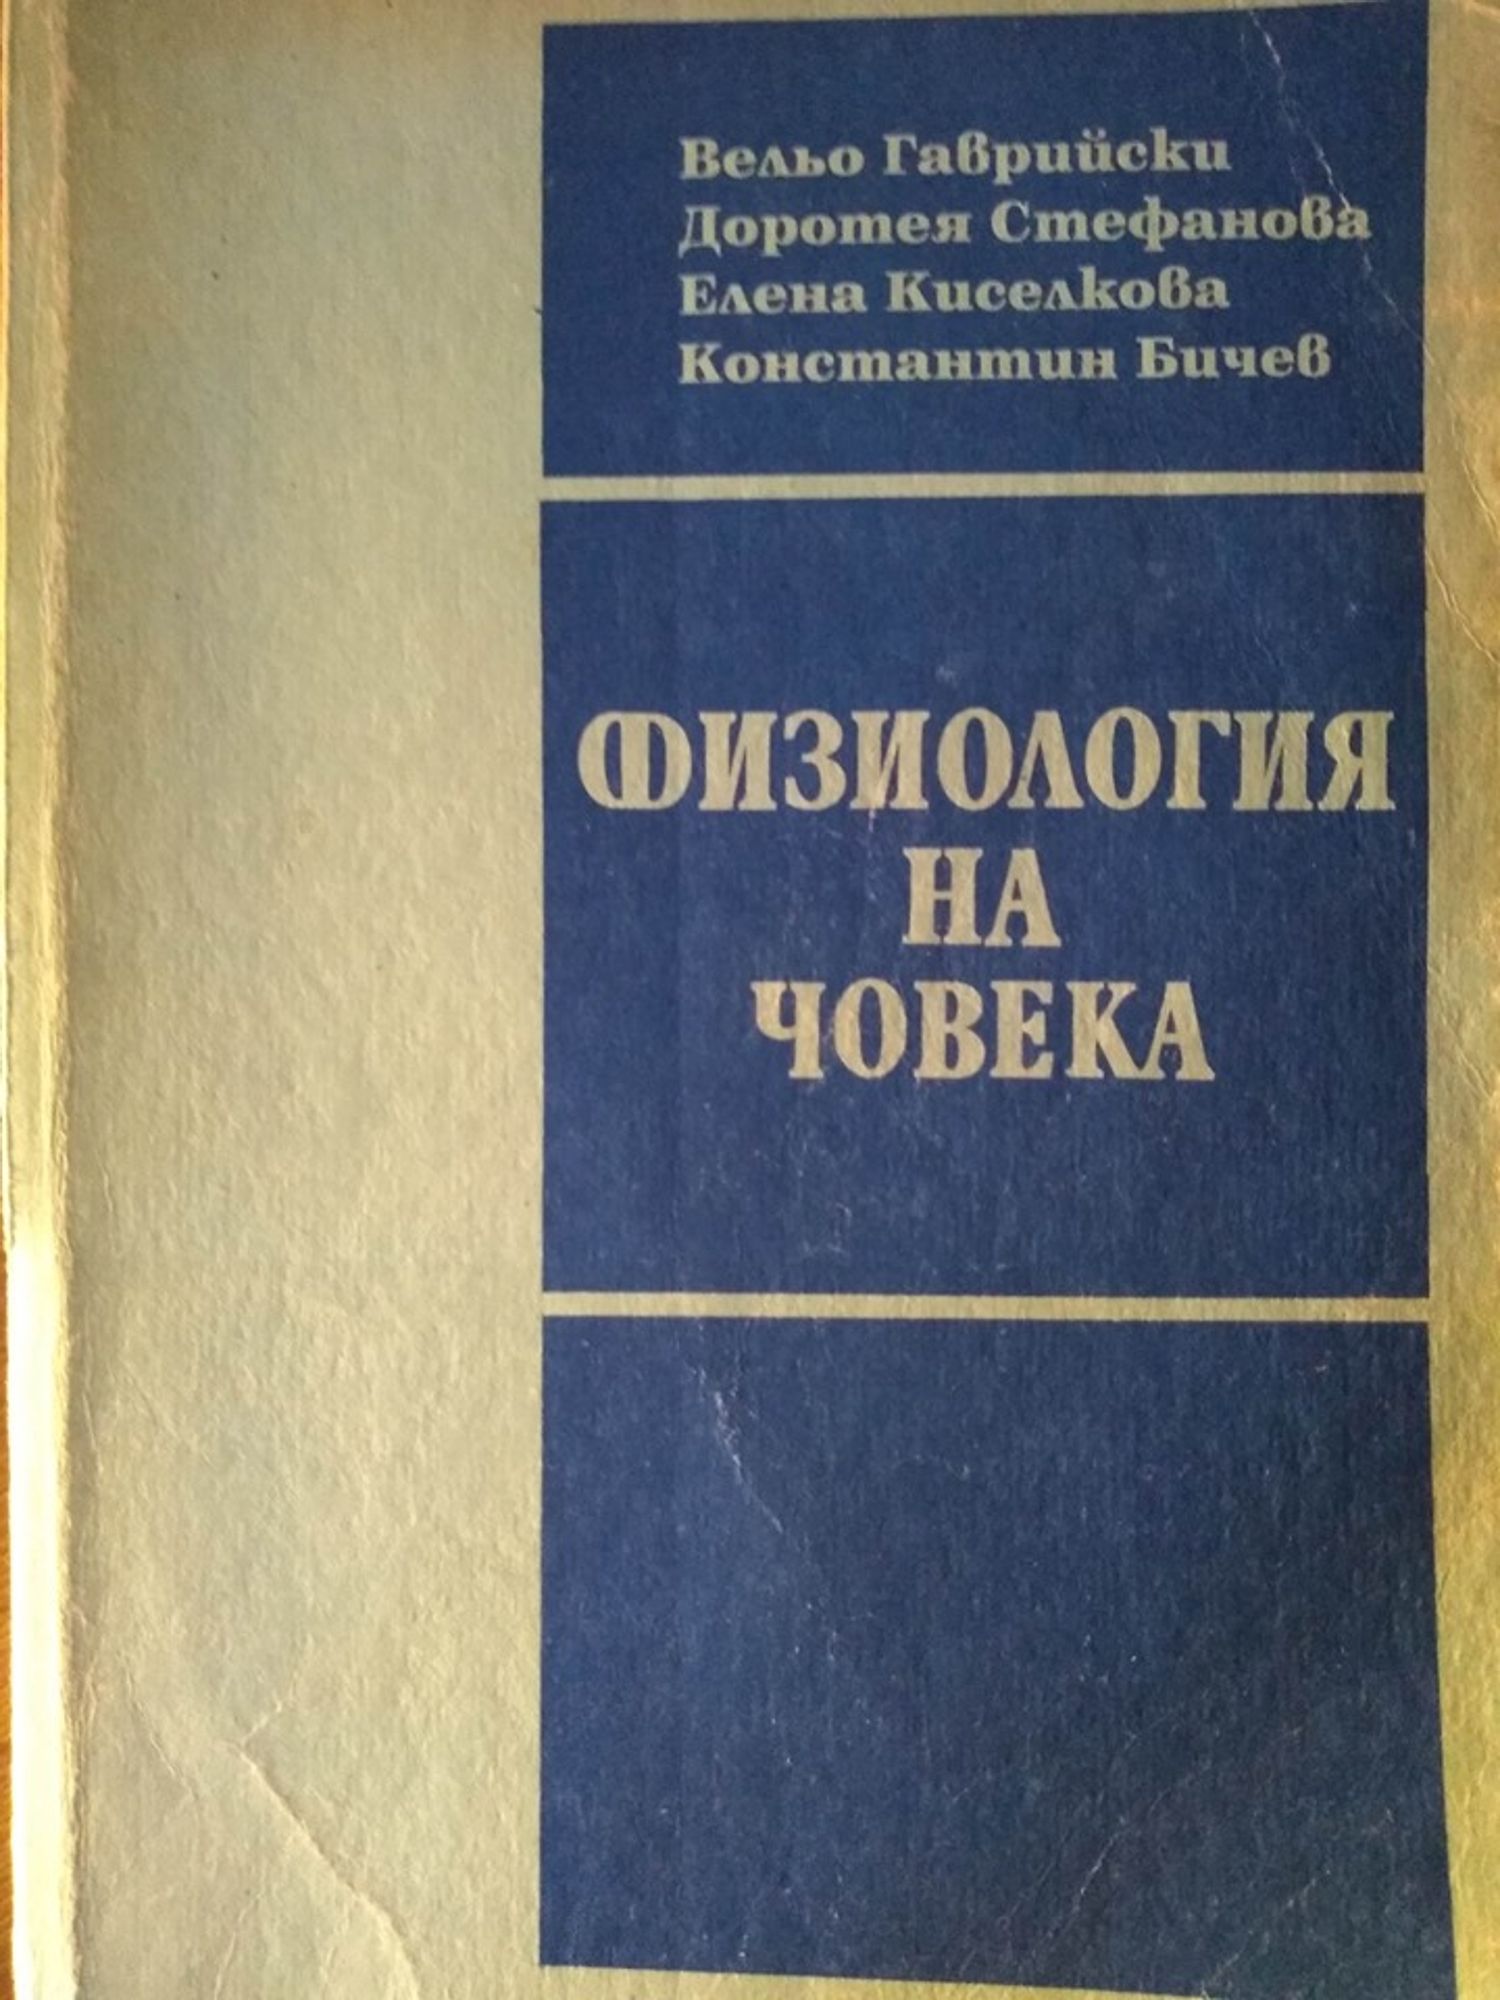 Вельо Гаврийски
Доротея Стефанова
Елена Киселкова
Константин Бичев
ФИЗИОЛОГИЯ
НА
ЧОВЕКА